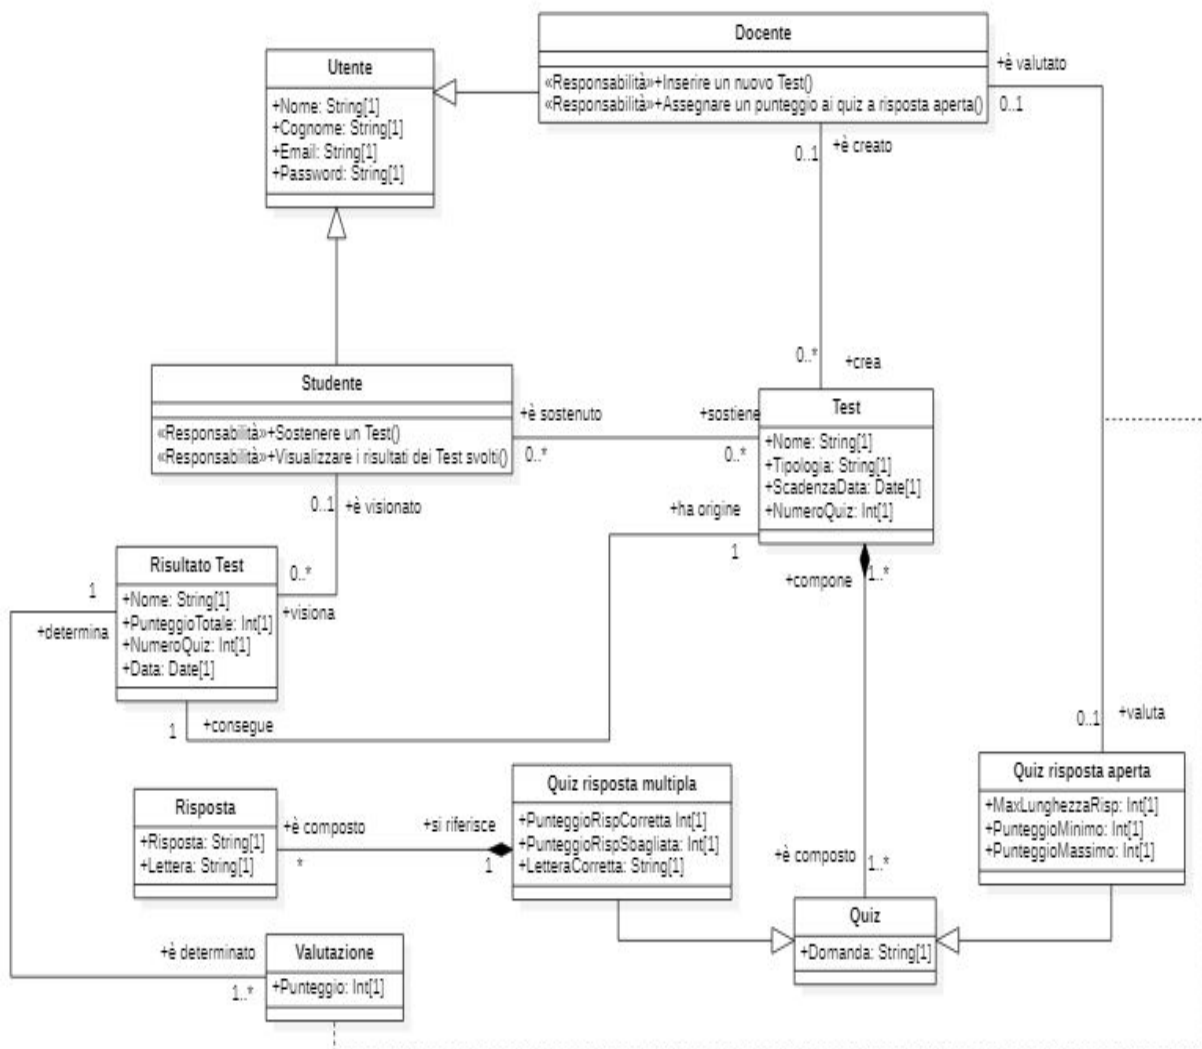 Docente
«Responsabilità»+Inserire un nuovo Test()
«Responsabilità»+Assegnare un punteggio ai quiz a risposta aperta()
+è valutato
0..1
Utente
+Nome: String[1]
+Cognome: String[1]
+Email: String[1]
+Password: String[1]
+è creato
0..1
0..*
+crea
Studente
«Responsabilità»+Sostenere un Test()
«Responsabilità»+Visualizzare i risultati dei Test svolti()
+è sostenuto
0..*
+sostiene
0..*
Test
+Nome: String[1]
+Tipologia: String[1]
+ScadenzaData: Date[1]
+NumeroQuiz: Int[1]
0..1
+è visionato
+ha origine
1
0..*
+visiona
Risultato Test
+Nome: String[1]
+PunteggioTotale: Int[1]
+NumeroQuiz: Int[1]
+Data: Date[1]
1
+determina
+compone
1..*
1
+consegue
0..1
+valuta
Quiz risposta aperta
+MaxLunghezzaRisp: Int[1]
+PunteggioMinimo: Int[1]
+PunteggioMassimo: Int[1]
Quiz risposta multipla
+PunteggioRispCorretta Int[1]
+PunteggioRispSbagliata: Int[1]
+LetteraCorretta: String[1]
Risposta
+Risposta: String[1]
+Lettera: String[1]
+è composto
*
+si riferisce
1
+è composto
1..*
Quiz
+Domanda: String[1]
+è determinato
1..*
Valutazione
+Punteggio: Int[1]